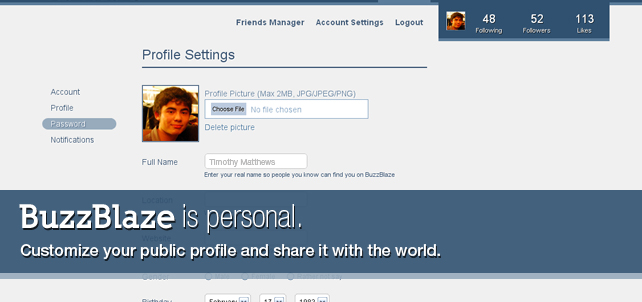 Friends Manager Account Settings Logout
48 52 113
Following Followers Likes
Profile Settings
Account
Profile
Password
Notifications
Profile Picture (Max 2MB, JPG/JPEG/PNG)
Choose File No file chosen
Delete picture
Full Name Timothy Matthews
Enter your real name so people you know can find you on BuzzBlaze
BuzzBlaze is personal.
Customize your public profile and share it with the world.
Gender
Birthday February 17 1982